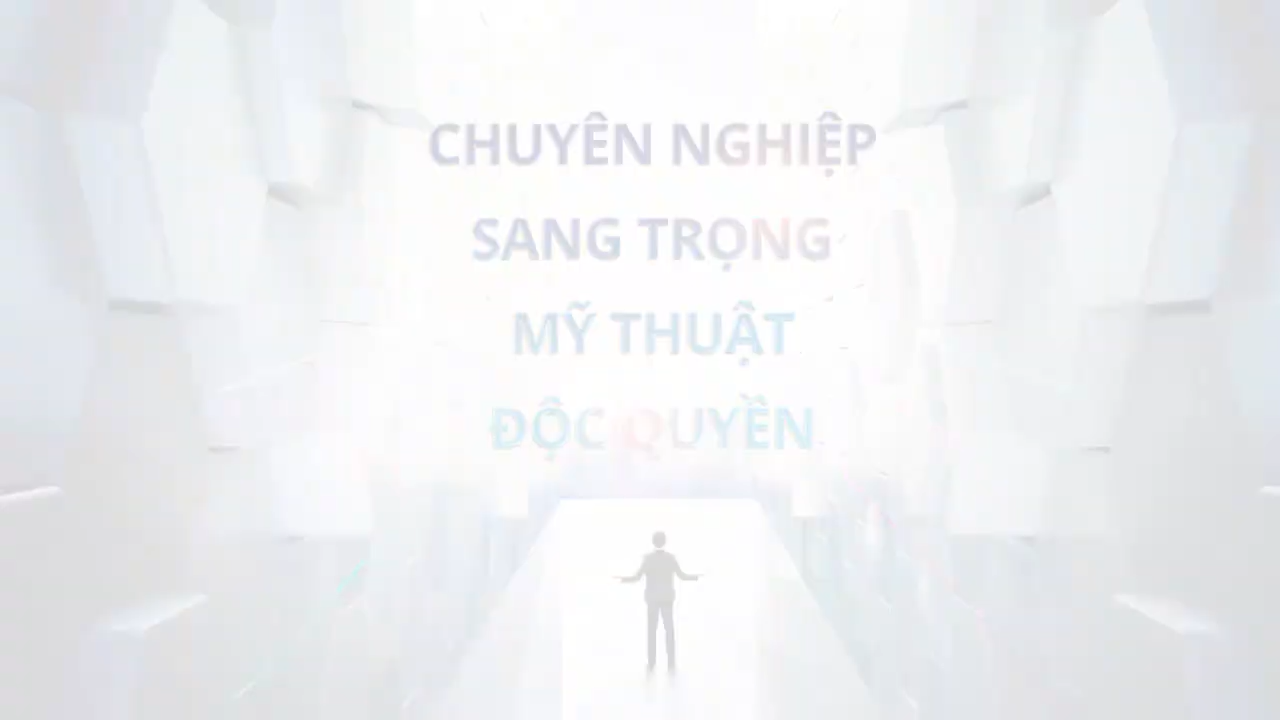 CHUYÊN NGHIỆP
SANG TRỌNG
MỸ THUẬT
ĐỘC QUYỀN